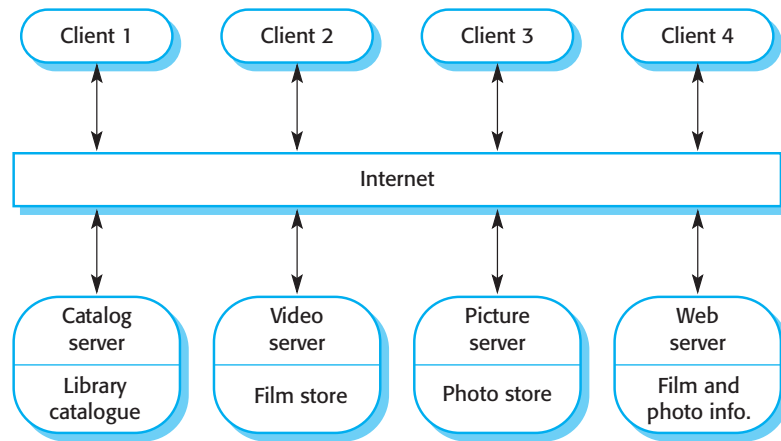 Client 1
Client 2
Client 3
Client 4
Internet
Catalog
server
Library
catalogue
Video
server
Film store
Picture
server
Photo store
Web
server
Film and
photo info.